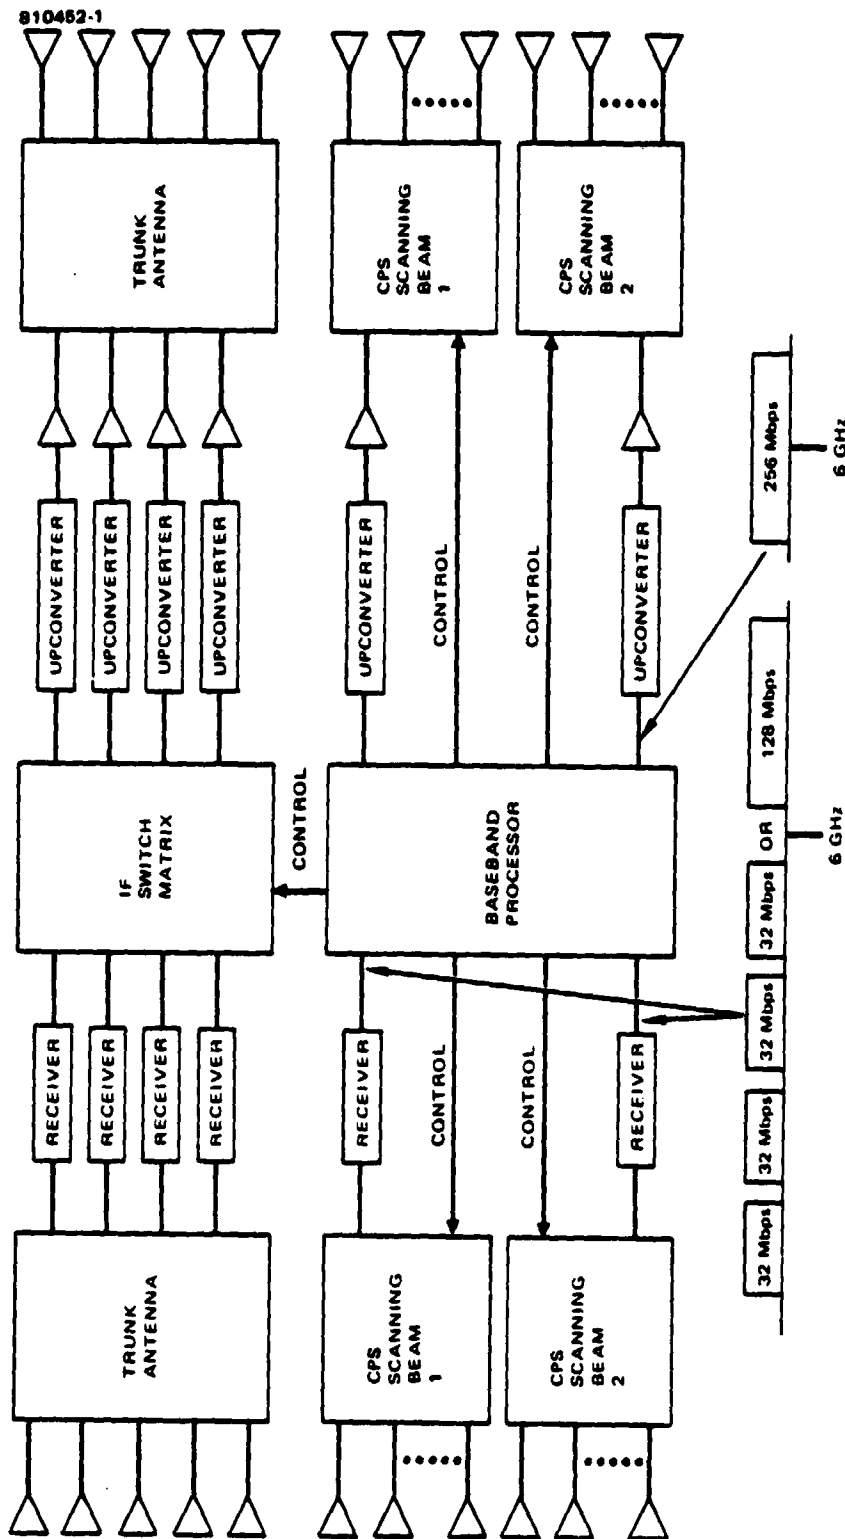 810452-1
TRUNK
ANTENNA
RECEIVER
RECEIVER
RECEIVER
RECEIVER
IF
SWITCH
MATRIX
UPCONVERTER
UPCONVERTER
UPCONVERTER
UPCONVERTER
TRUNK
ANTENNA
CONTROL
CPS
SCANNING
BEAM
1
RECEIVER
CONTROL
BASEBAND
PROCESSOR
UPCONVERTER
CONTROL
CPS
SCANNING
BEAM
1
CPS
SCANNING
BEAM
2
CONTROL
RECEIVER
CONTROL
UPCONVERTER
CPS
SCANNING
BEAM
2
32 Mbps
32 Mbps
32 Mbps
32 Mbps
OR
128 Mbps
256 Mbps
6 GHz
6 GHz